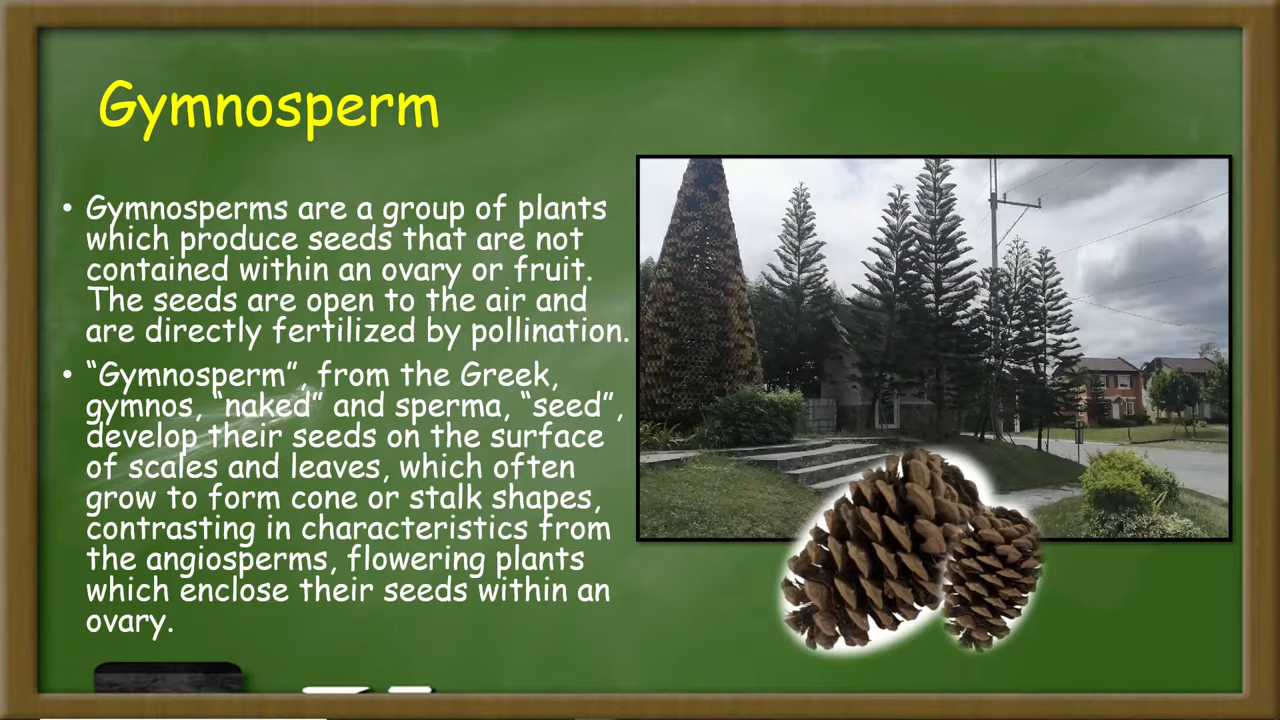 Gymnosperm
• Gymnosperms are a group of plants
which produce seeds that are not
contained within an ovary or fruit.
The seeds are open to the air and
are directly fertilized by pollination.
• “Gymnosperm”, from the Greek,
gymnos, “naked” and sperma, “seed”,
develop their seeds on the surface
of scales and leaves, which often
grow to form cone or stalk shapes,
contrasting in characteristics from
the angiosperms, flowering plants
which enclose their seeds within an
ovary.